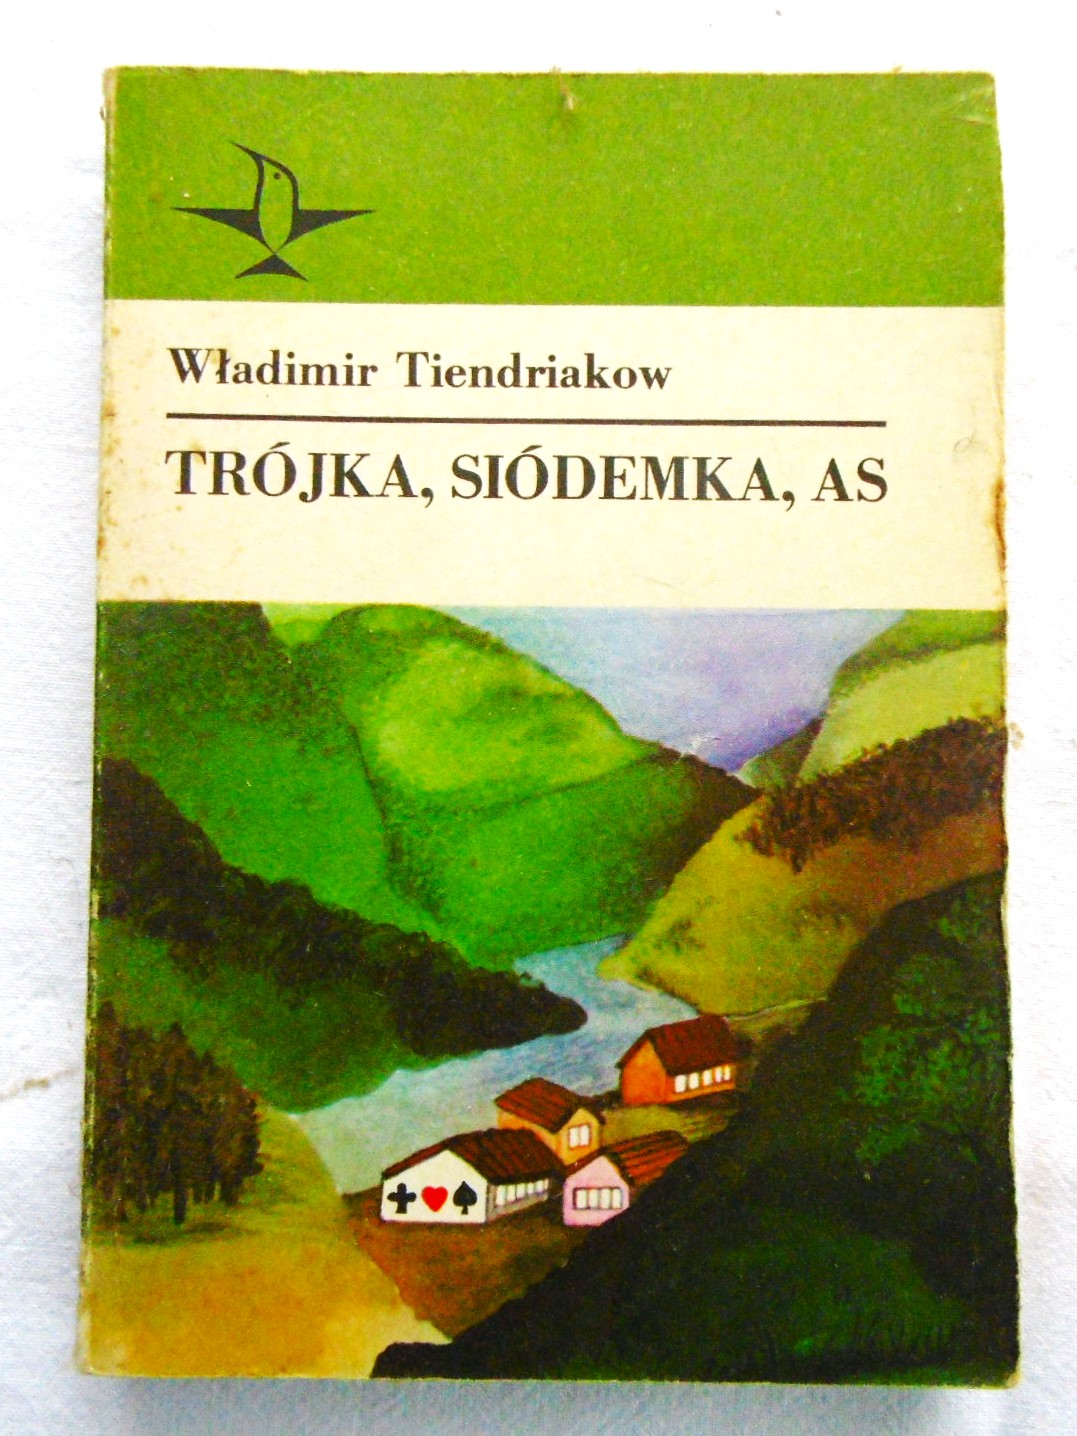 Władimir Tiendriakow
TRÓJKA, SIÓDEMKA, AS